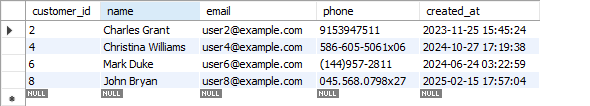 customer_id name email phone created_at
2 Charles Grant user2@example.com 9153947511 2023-11-05 15:45:24
4 Christina Williams user4@example.com 586-605-5061x06 2024-10-27 17:19:38
6 Mark Duke user6@example.com (144)957-2811 2024-06-24 03:22:59
8 John Bryan user8@example.com 045.568.0798x27 2025-02-15 17:57:04
NULL NULL NULL NULL NULL